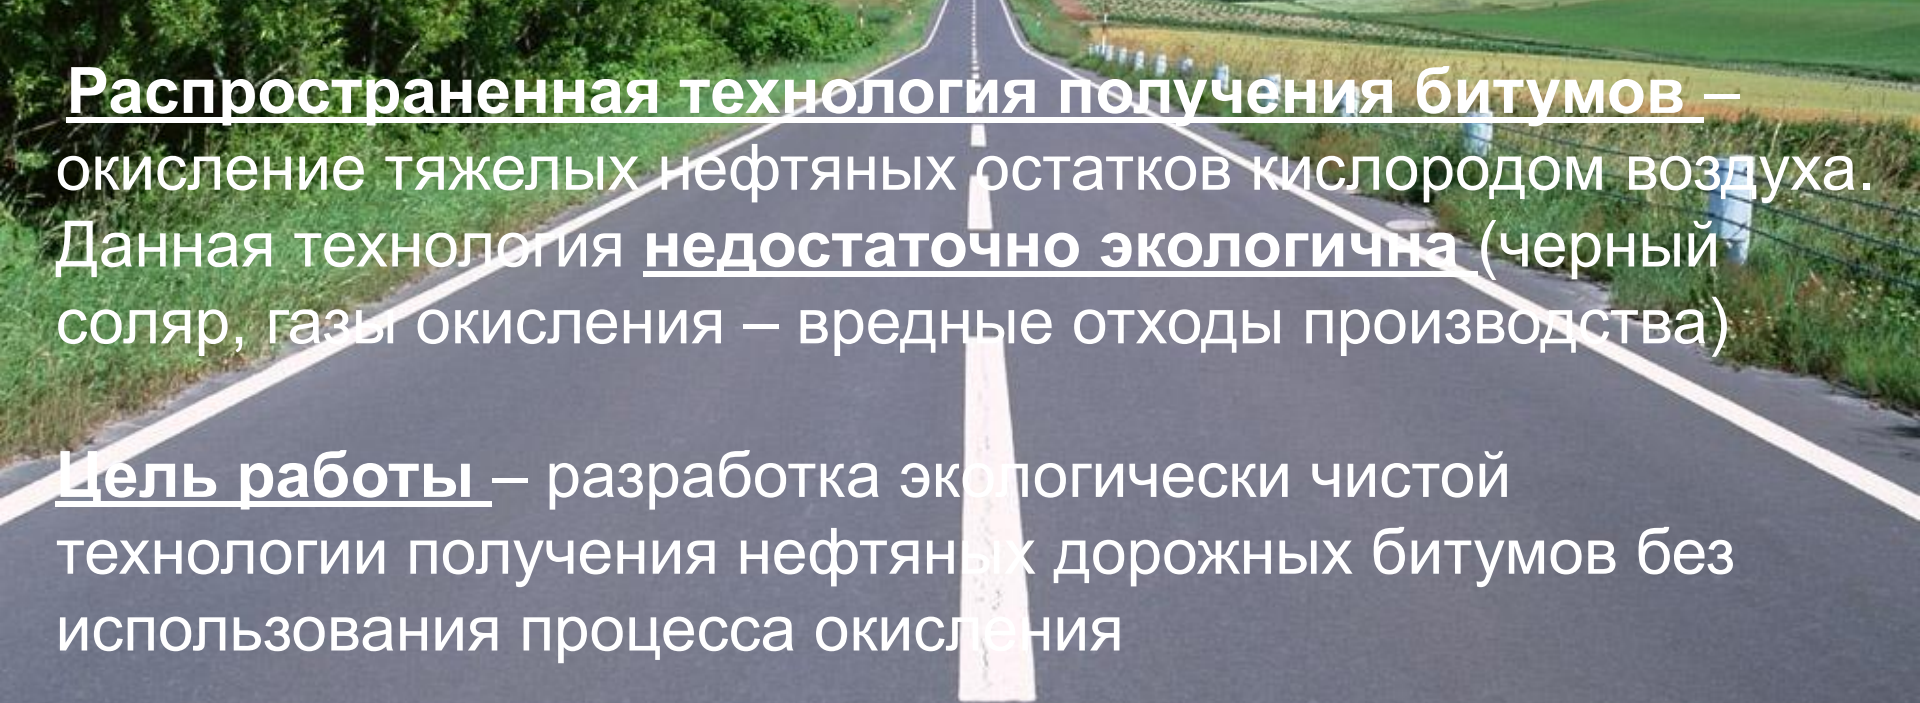 Распространенная технология получения битумов –
окисление тяжелых нефтяных остатков кислородом воздуха.
Данная технология недостаточно экологична (черный
соляр, газы окисления – вредные отходы производства)
Цель работы – разработка экологически чистой
технологии получения нефтяных дорожных битумов без
использования процесса окисления